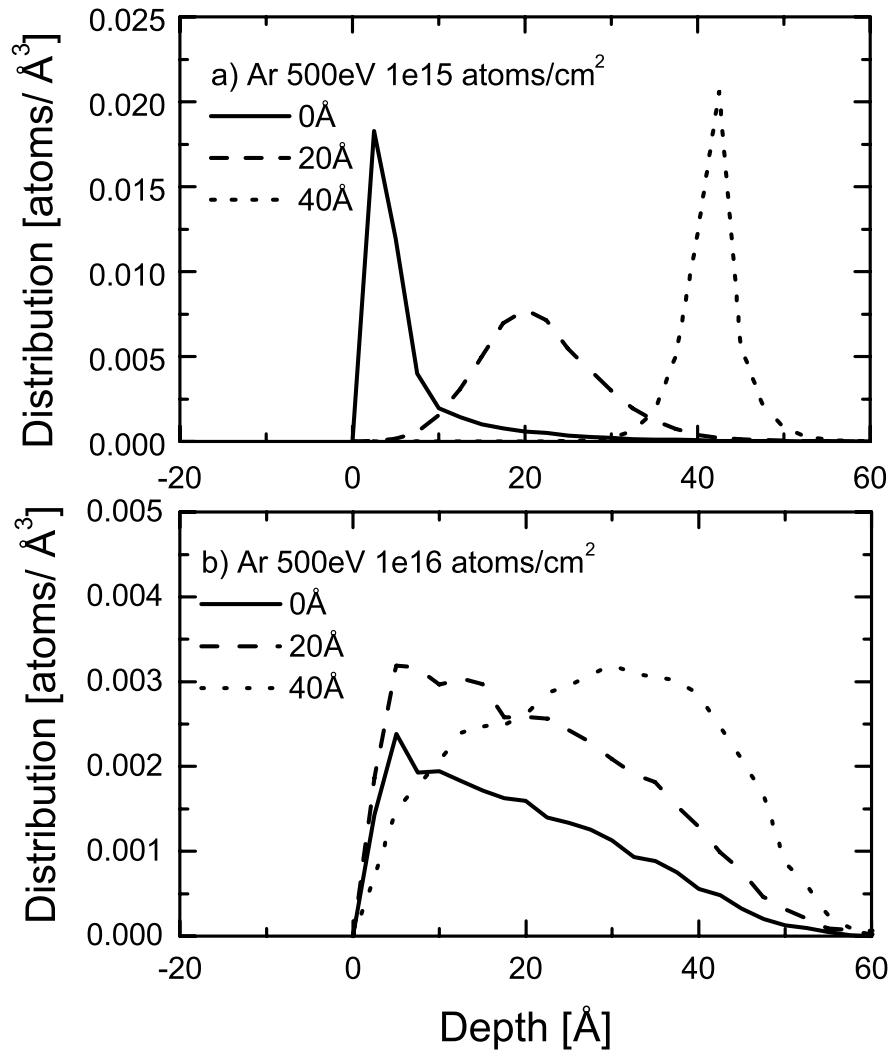 0.025
0.020
0.015
0.010
0.005
0.000
Distribution [atoms/ Å³]
a) Ar 500eV 1e15 atoms/cm²
0Å
20Å
40Å
-20 0 20 40 60
0.005
0.004
0.003
0.002
0.001
0.000
Distribution [atoms/ Å³]
b) Ar 500eV 1e16 atoms/cm²
0Å
20Å
40Å
-20 0 20 40 60
Depth [Å]